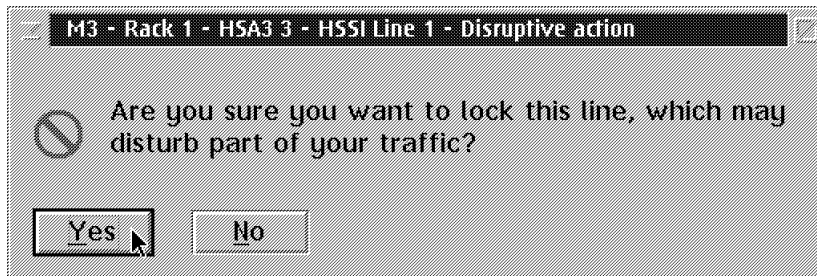 M3 - Rack 1 - HSA3 3 - HSSI Line 1 - Disruptive action
Are you sure you want to lock this line, which may
disturb part of your traffic?
Yes No